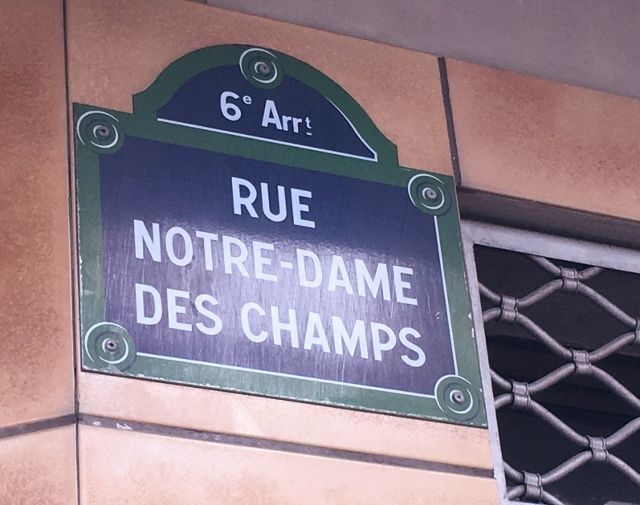 6e Arrt.
RUE
NOTRE-DAME
DES CHAMPS